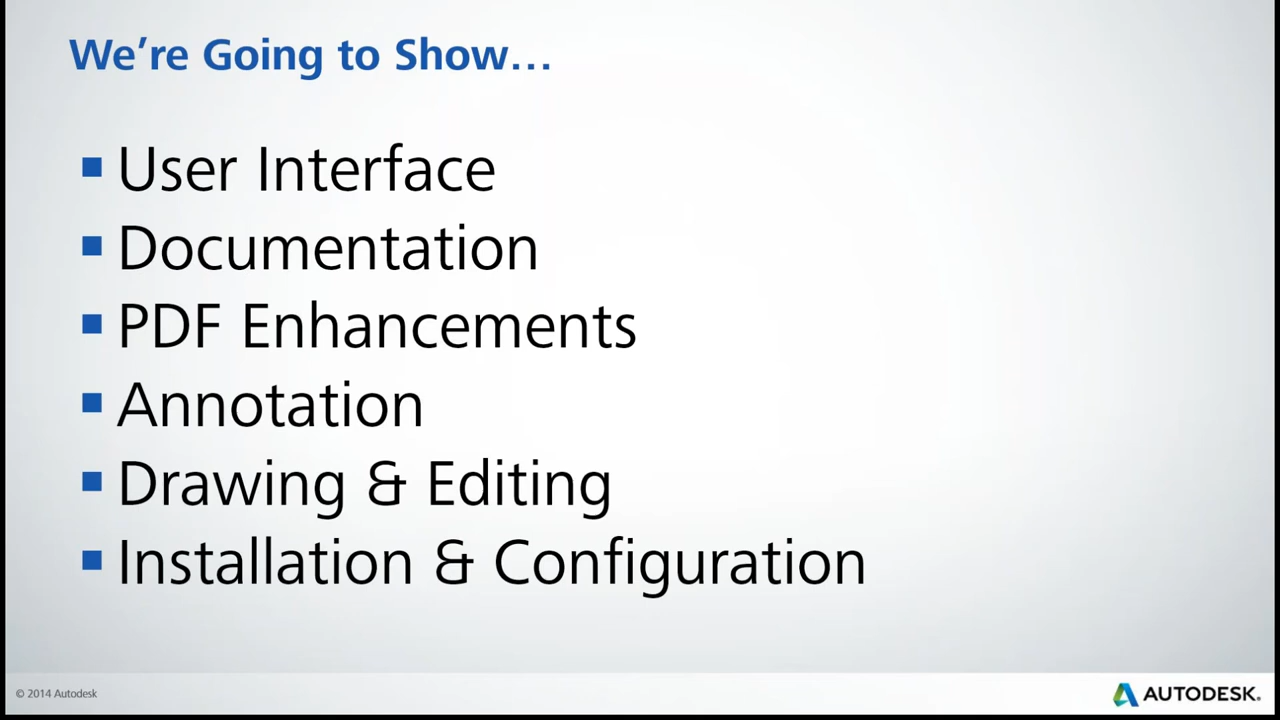 We're Going to Show…
User Interface
Documentation
PDF Enhancements
Annotation
Drawing & Editing
Installation & Configuration
© 2014 Autodesk
AUTODESK.